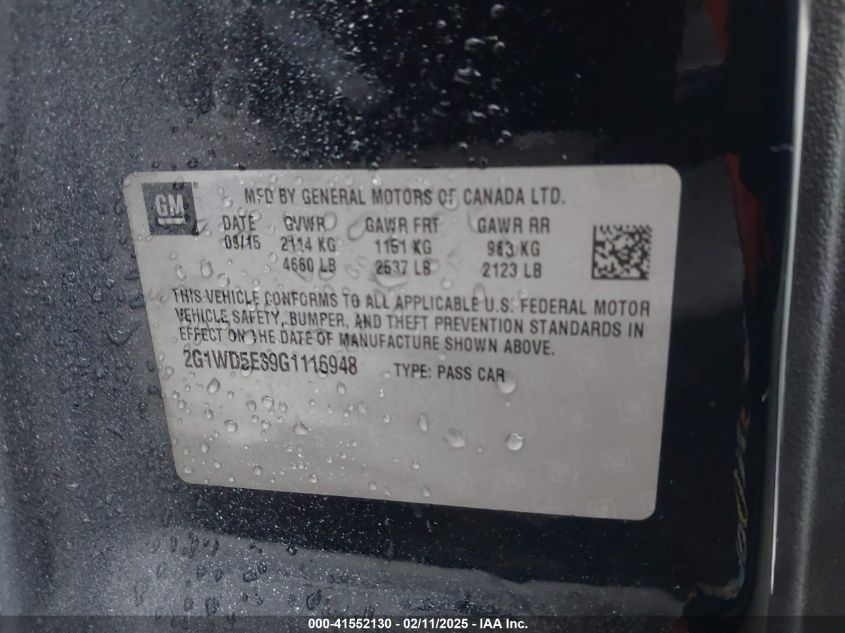 GM
MFD BY GENERAL MOTORS OF CANADA LTD.
DATE GVWR GAWR FRT GAWR RR
09/15 2114 KG 1151 KG 963 KG
4660 LB 2537 LB 2123 LB
THIS VEHICLE CONFORMS TO ALL APPLICABLE U.S. FEDERAL MOTOR
VEHICLE SAFETY, BUMPER, AND THEFT PREVENTION STANDARDS IN
EFFECT ON THE DATE OF MANUFACTURE SHOWN ABOVE.
2G1WD5E39G1116948 TYPE: PASS CAR
000-41552130 - 02/11/2025 - IAA Inc.